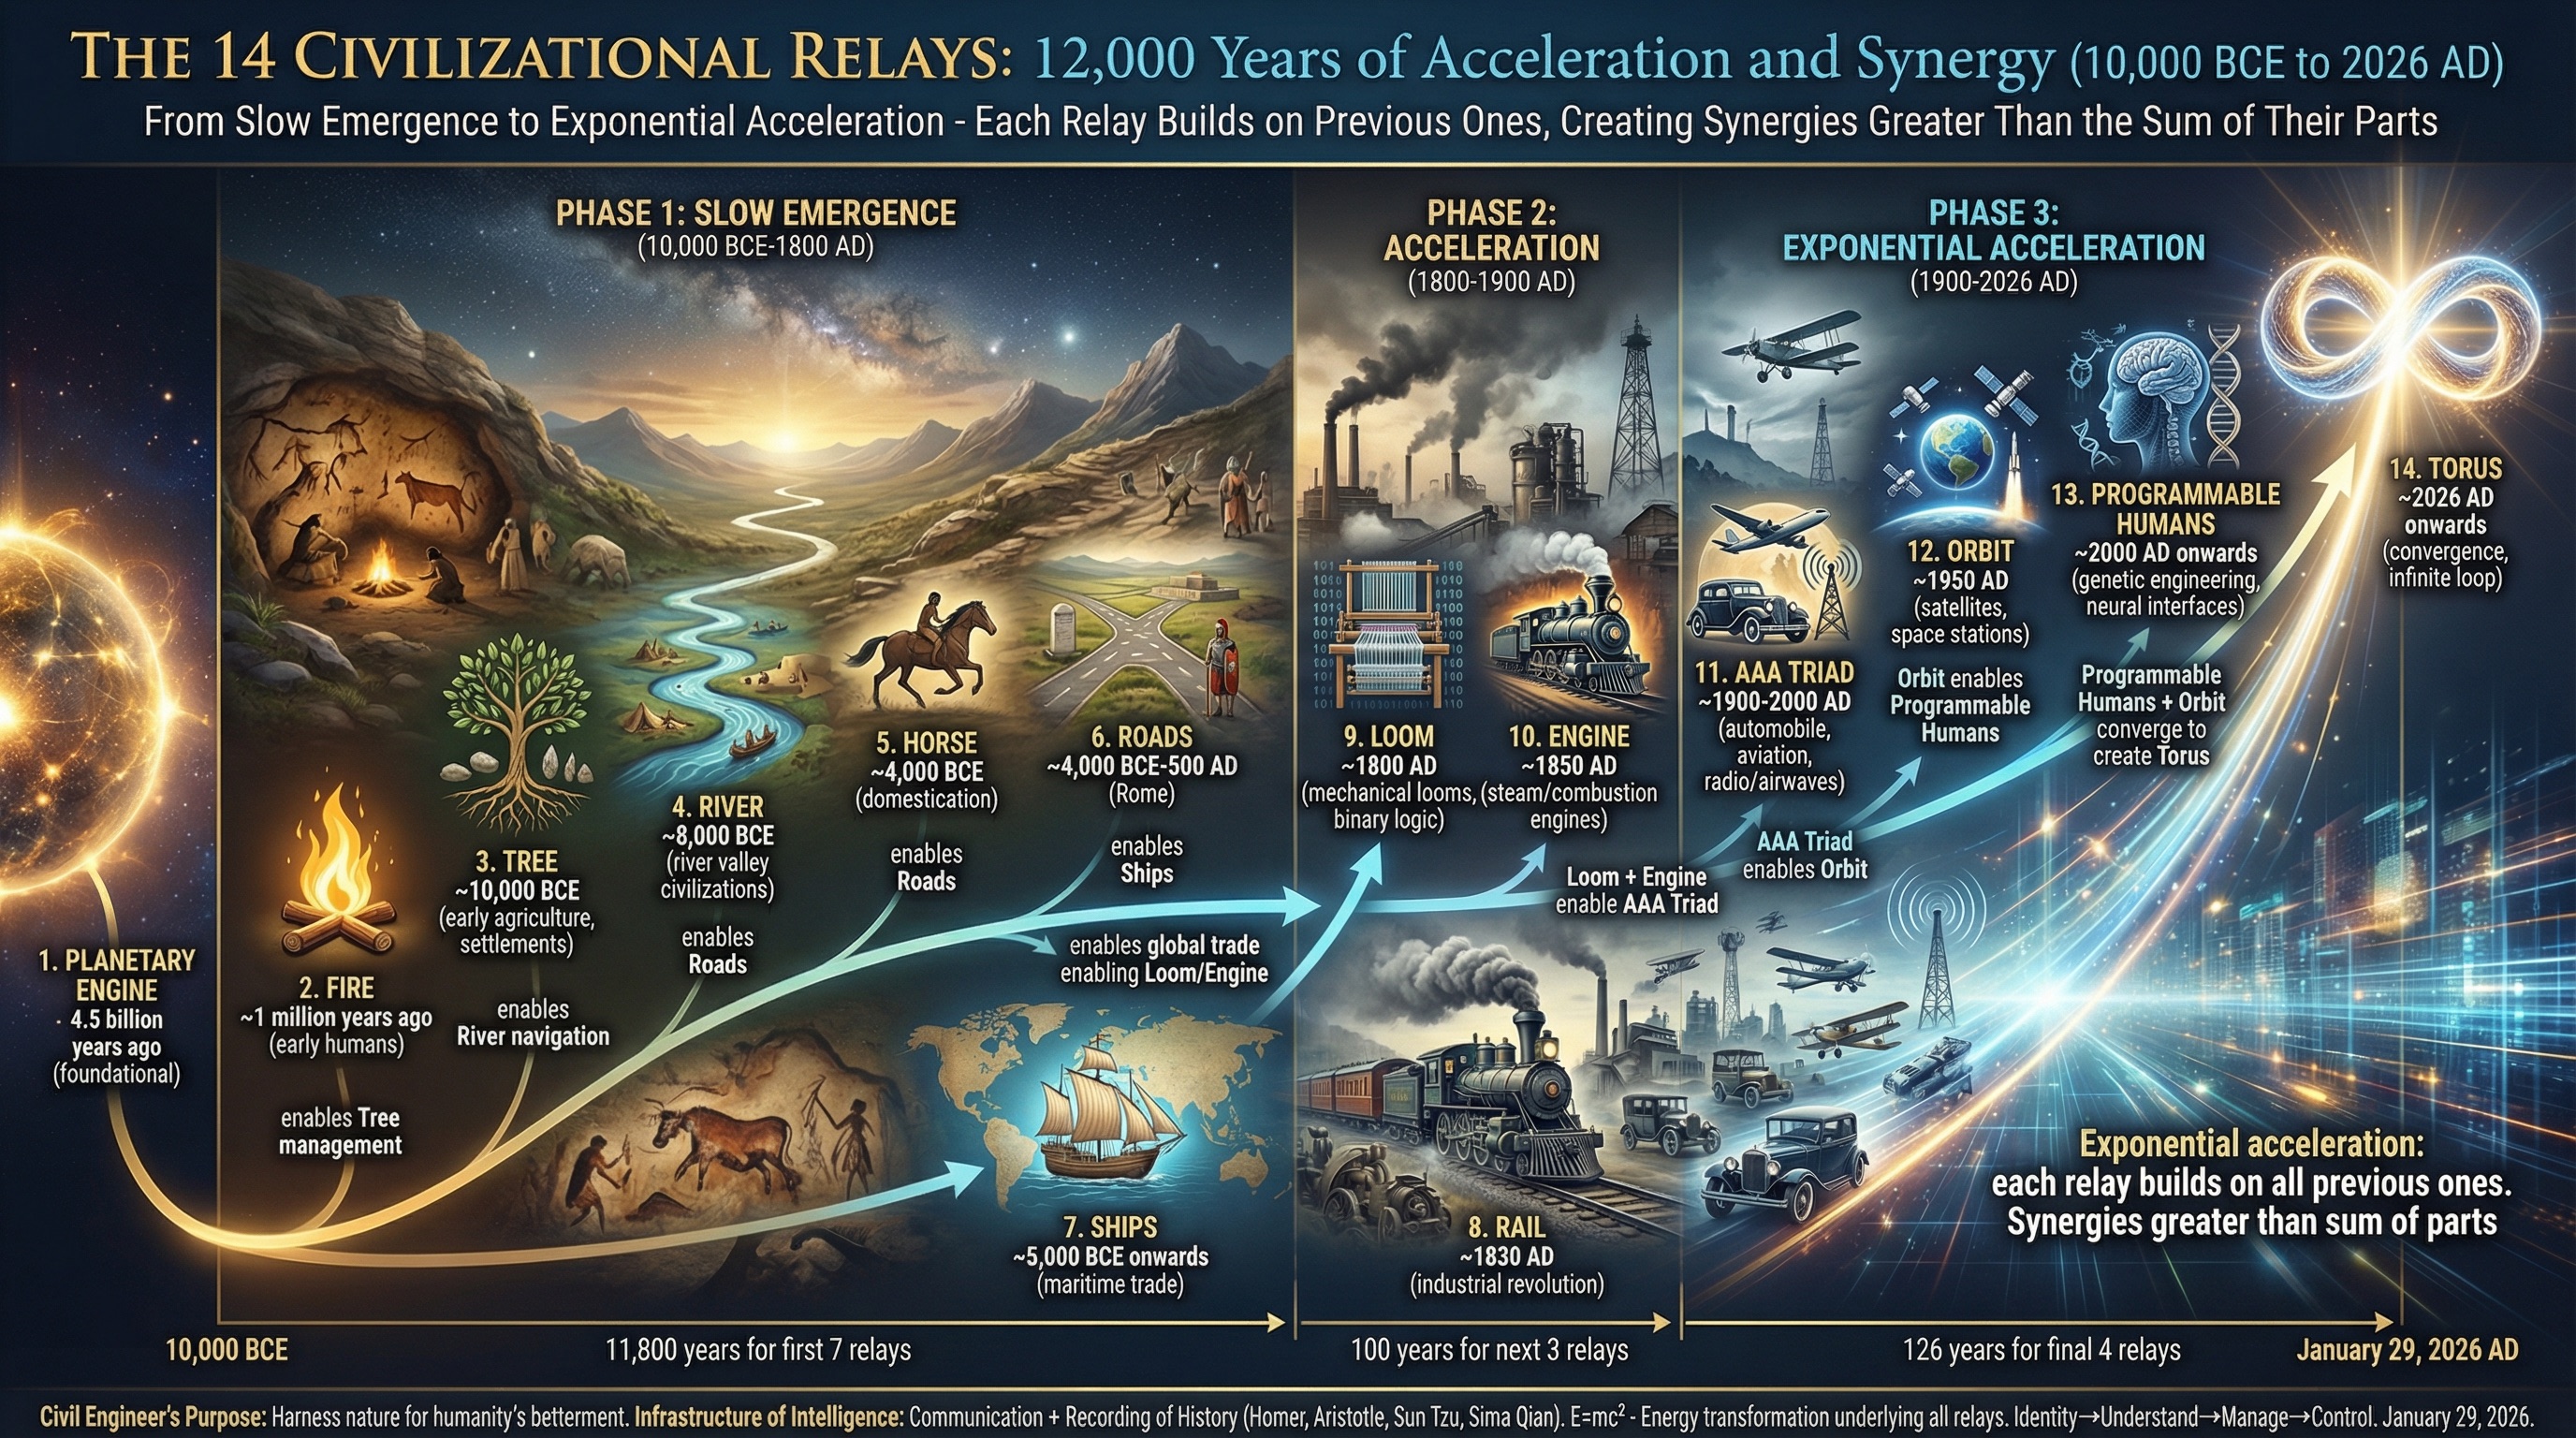 THE 14 CIVILIZATIONAL RELAYS: 12,000 Years of Acceleration and Synergy (10,000 BCE to 2026 AD)
From Slow Emergence to Exponential Acceleration - Each Relay Builds on Previous Ones, Creating Synergies Greater Than the Sum of Their Parts
PHASE 1: SLOW EMERGENCE
(10,000 BCE-1800 AD)
PHASE 2:
ACCELERATION
(1800-1900 AD)
PHASE 3:
EXPONENTIAL ACCELERATION
(1900-2026 AD)
1. PLANETARY
ENGINE
- 4.5 billion
years ago
(foundational)
2. FIRE
~1 million years ago
(early humans)
enables Tree
management
3. TREE
~10,000 BCE
(early agriculture,
settlements)
enables
River navigation
4. RIVER
~8,000 BCE
(river valley
civilizations)
enables
Roads
5. HORSE
~4,000 BCE
(domestication)
enables
Roads
6. ROADS
~4,000 BCE-500 AD
(Rome)
enables
Ships
enables global trade
enabling Loom/Engine
7. SHIPS
~5,000 BCE onwards
(maritime trade)
8. RAIL
~1830 AD
(industrial revolution)
9. LOOM
~1800 AD
(mechanical looms,
binary logic)
10. ENGINE
~1850 AD
(steam/combustion
engines)
Loom + Engine
enable AAA Triad
11. AAA TRIAD
~1900-2000 AD
(automobile,
aviation,
radio/airwaves)
AAA Triad
enables Orbit
12. ORBIT
~1950 AD
(satellites,
space stations)
Orbit enables
Programmable
Humans
13. PROGRAMMABLE
HUMANS
~2000 AD onwards
(genetic engineering,
neural interfaces)
Programmable
Humans + Orbit
converge to
create Torus
14. TORUS
~2026 AD
onwards
(convergence,
infinite loop)
Exponential acceleration:
each relay builds on all previous ones.
Synergies greater than sum of parts
10,000 BCE
11,800 years for first 7 relays
100 years for next 3 relays
126 years for final 4 relays
January 29, 2026 AD
Civil Engineer's Purpose: Harness nature for humanity's betterment. Infrastructure of Intelligence: Communication + Recording of History (Homer, Aristotle, Sun Tzu, Sima Qian). E=mc² - Energy transformation underlying all relays. Identity→Understand→Manage→Control. January 29, 2026.